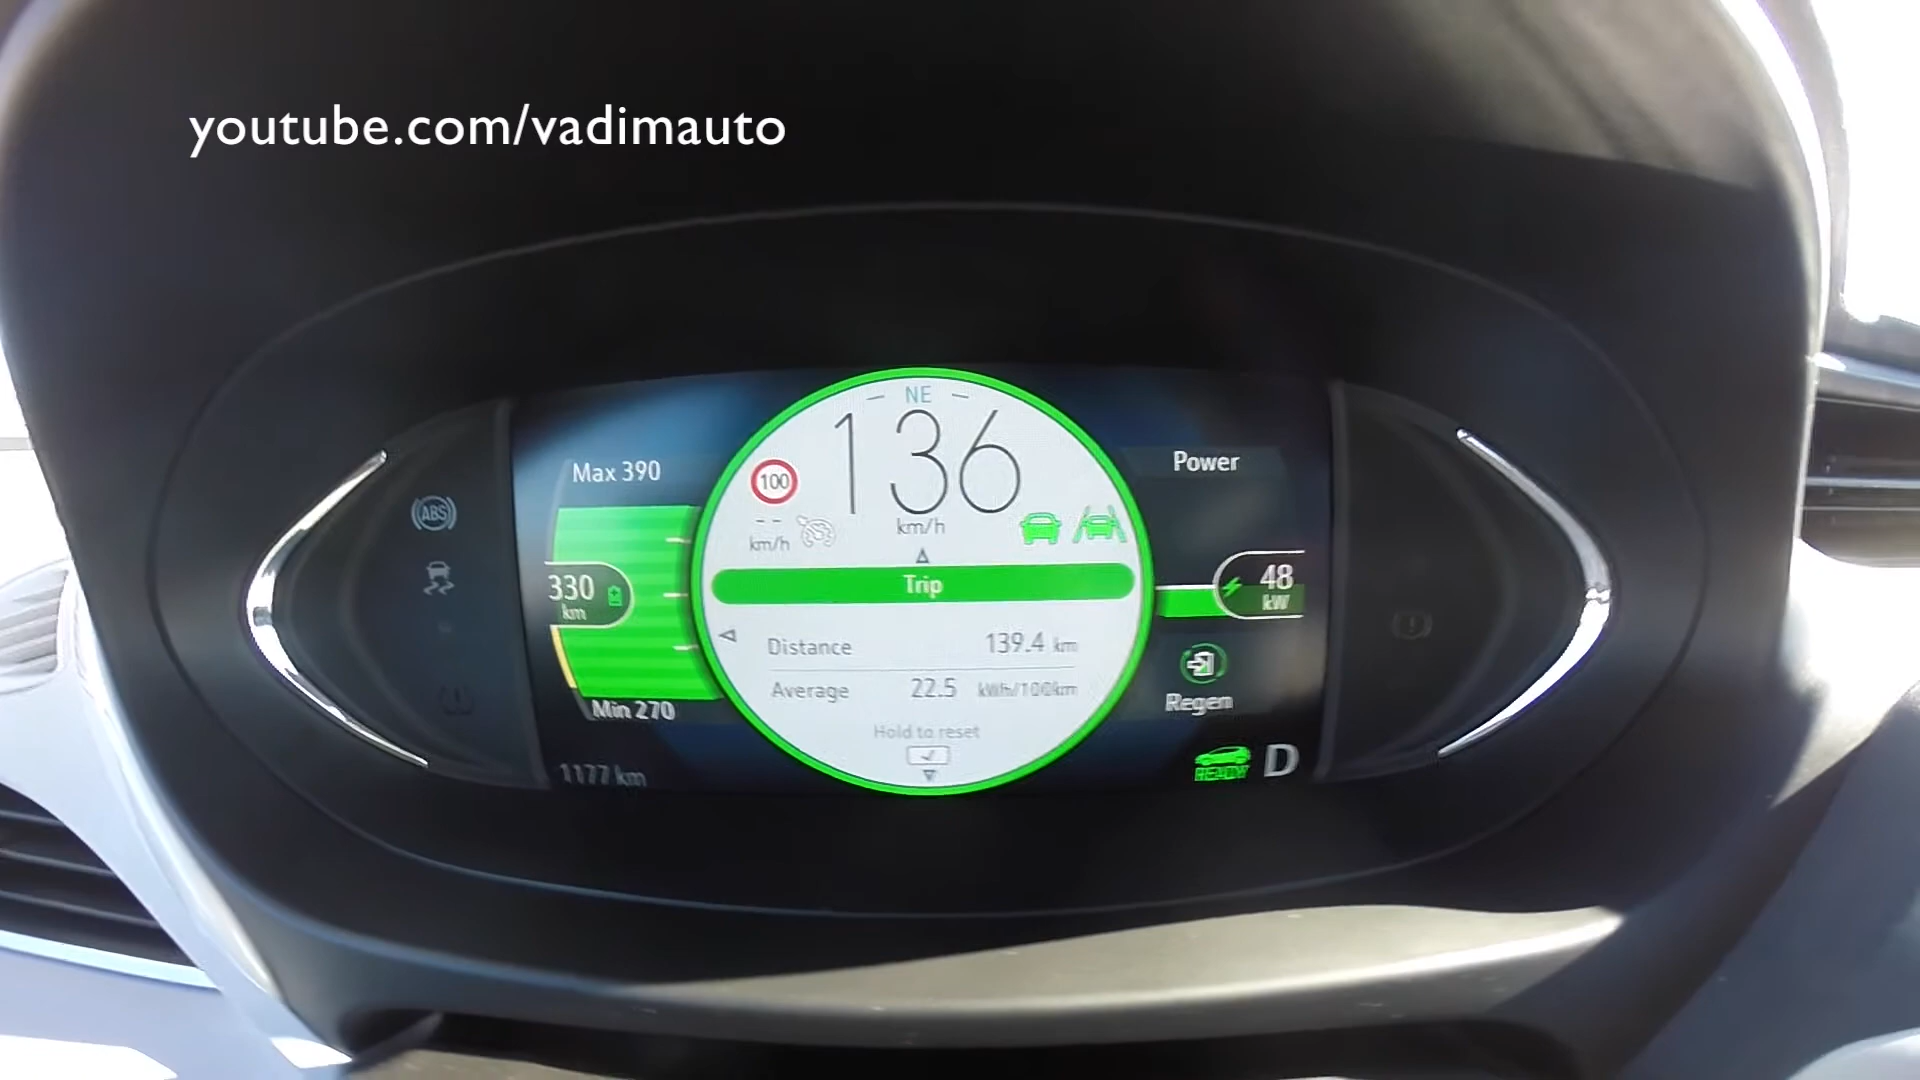 youtube.com/vadimauto
NE
136
km/h
100
-- km/h
Max 390
330
km
Min 270
1177 km
ABS
Trip
Distance 139.4 km
Average 22.5 kWh/100km
Hold to reset
Power
48
kW
Regen
READY D